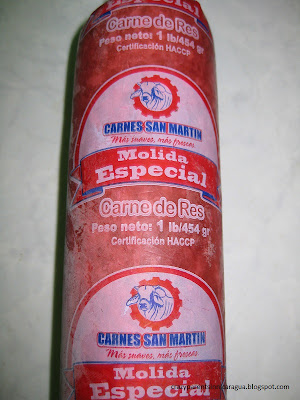 Especial
Carne de Res
Peso neto: 1 lb/454 gr
Certificación HACCP
CARNES SAN MARTIN
Más suaves, más frescas
Molida
Especial
Carne de Res
Peso neto: 1 lb/454 gr
Certificación HACCP
CARNES SAN MARTIN
Más suaves, más frescas
Molida
Especial